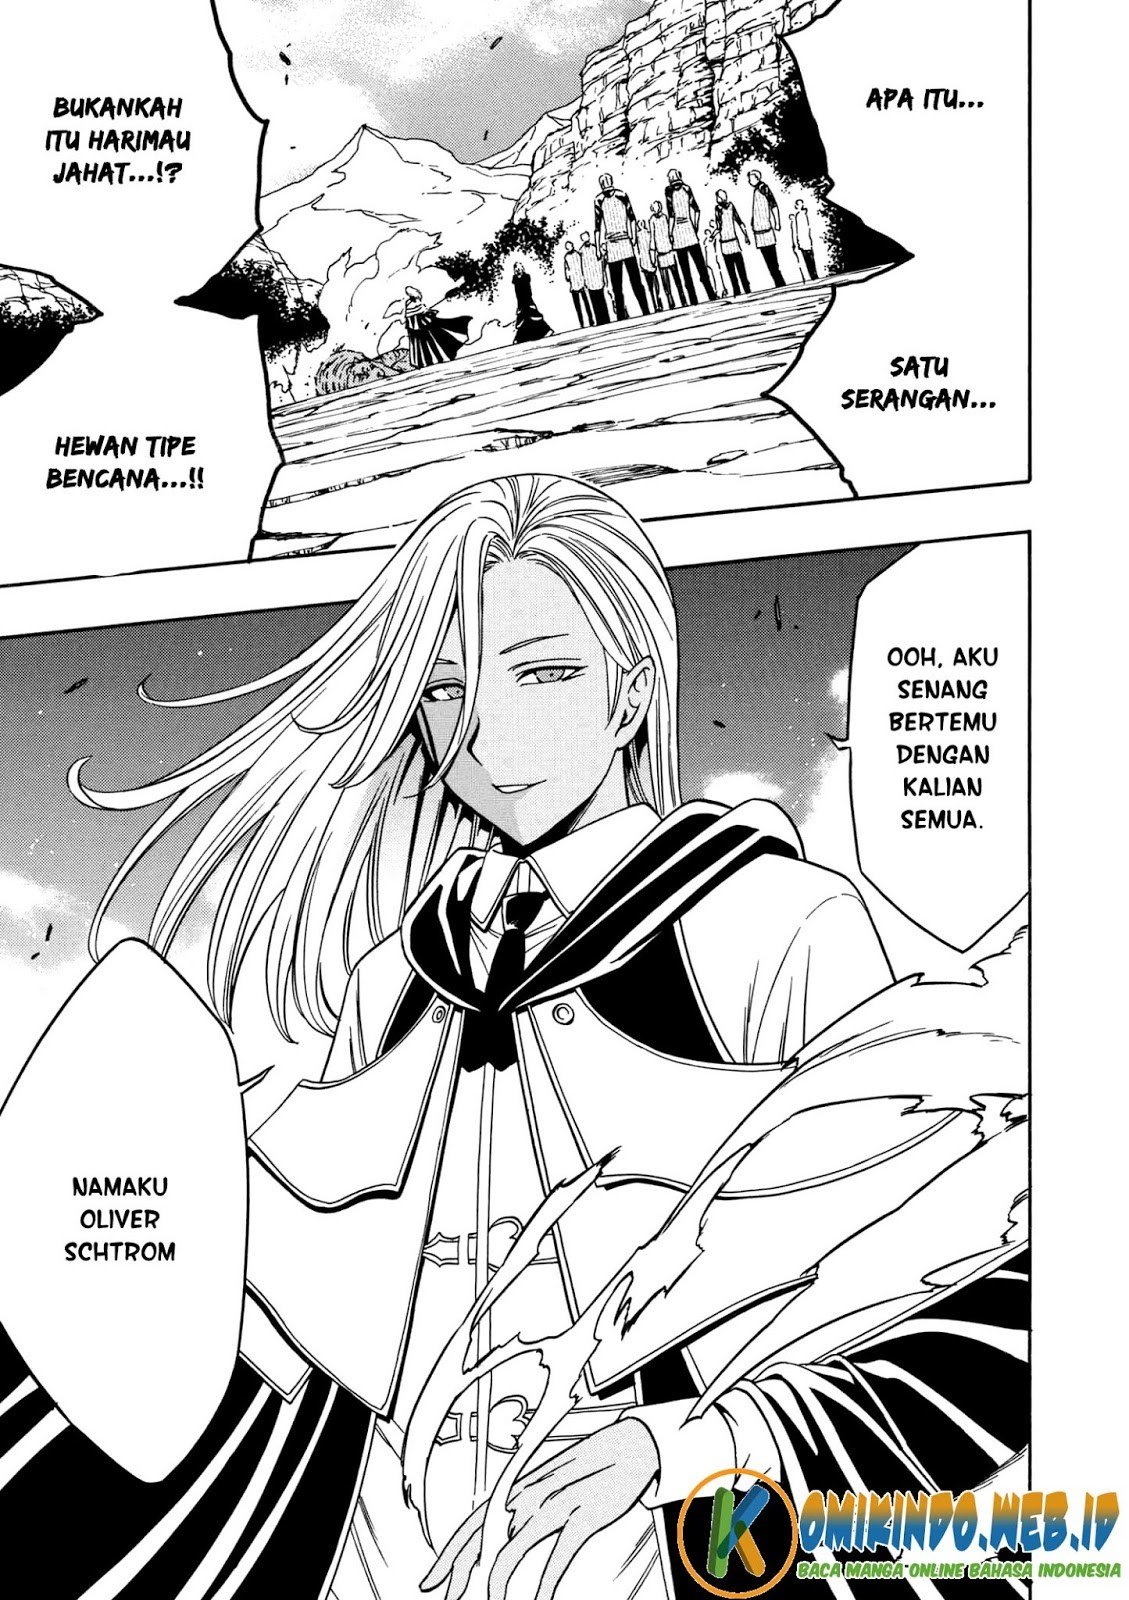 APA ITU...
SATU
SERANGAN...
BUKANKAH
ITU HARIMAU
JAHAT...!?
HEWAN TIPE
BENCANA...!!
OOH, AKU
SENANG
BERTEMU
DENGAN
KALIAN
SEMUA.
NAMAKU
OLIVER
SCHTROM
KOMIKINDO.WEB.ID
BACA MANGA ONLINE BAHASA INDONESIA